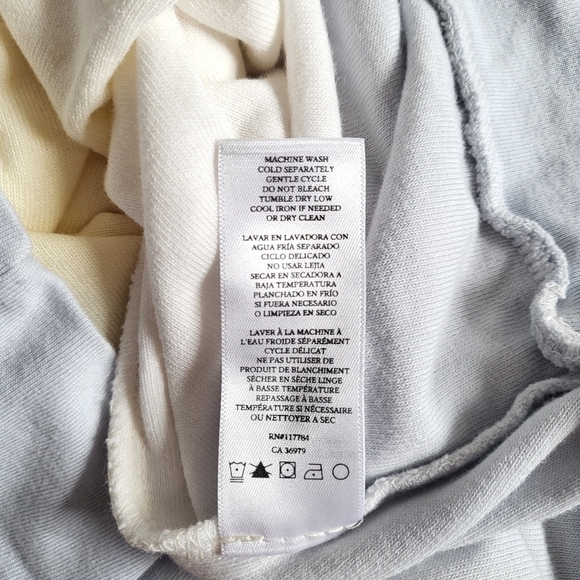 MACHINE WASH
COLD SEPARATELY
GENTLE CYCLE
DO NOT BLEACH
TUMBLE DRY LOW
COOL IRON IF NEEDED
OR DRY CLEAN
LAVAR EN LAVADORA CON
AGUA FRÍA SEPARADO
CICLO DELICADO
NO USAR LEJIA
SECAR EN SECADORA A
BAJA TEMPERATURA
PLANCHADO EN FRÍO
SI FUERA NECESARIO
O LIMPIEZA EN SECO
LAVER À LA MACHINE À
L'EAU FROIDE SÉPARÉMENT
CYCLE DÉLICAT
NE PAS UTILISER DE
PRODUIT DE BLANCHIMENT
SÉCHER EN SÈCHE LINGE
À BASSE TEMPÉRATURE
REPASSAGE À BASSE
TEMPÉRATURE SI NÉCESSAIRE
OU NETTOYER A SEC
RN#117784
CA 36979